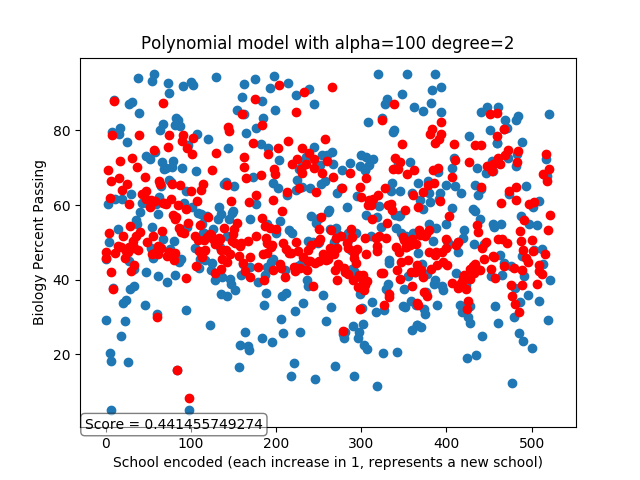 Polynomial model with alpha=100 degree=2
Biology Percent Passing
80
60
40
20
Score = 0.441455749274
0 100 200 300 400 500
School encoded (each increase in 1, represents a new school)